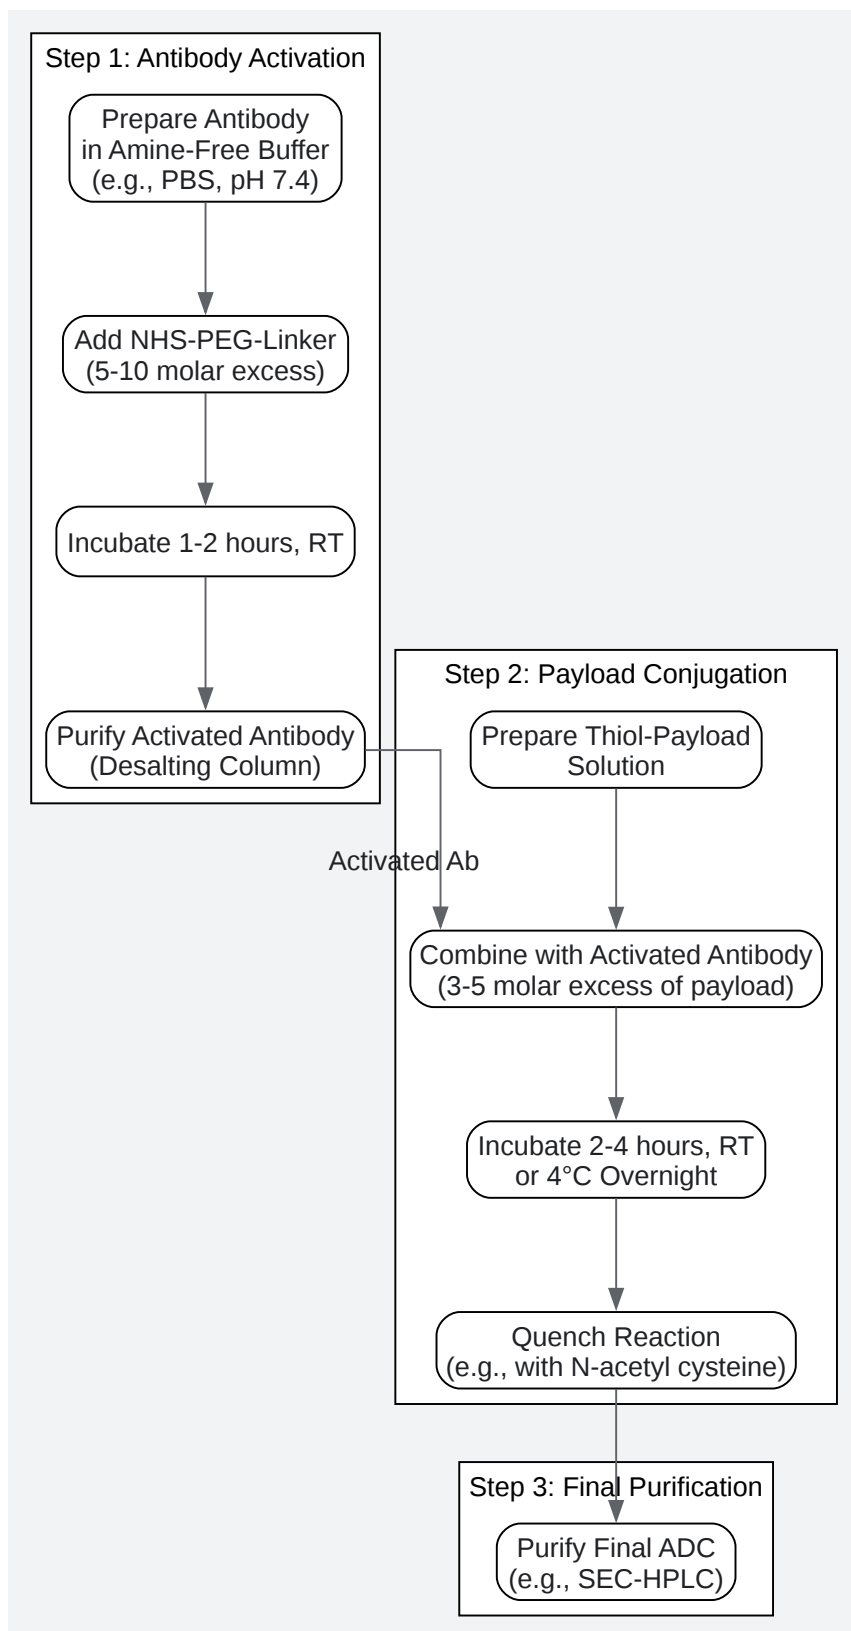 Step 1: Antibody Activation
Prepare Antibody
in Amine-Free Buffer
(e.g., PBS, pH 7.4)
Add NHS-PEG-Linker
(5-10 molar excess)
Incubate 1-2 hours, RT
Purify Activated Antibody
(Desalting Column)
Activated Ab
Step 2: Payload Conjugation
Prepare Thiol-Payload
Solution
Combine with Activated Antibody
(3-5 molar excess of payload)
Incubate 2-4 hours, RT
or 4°C Overnight
Quench Reaction
(e.g., with N-acetyl cysteine)
Step 3: Final Purification
Purify Final ADC
(e.g., SEC-HPLC)